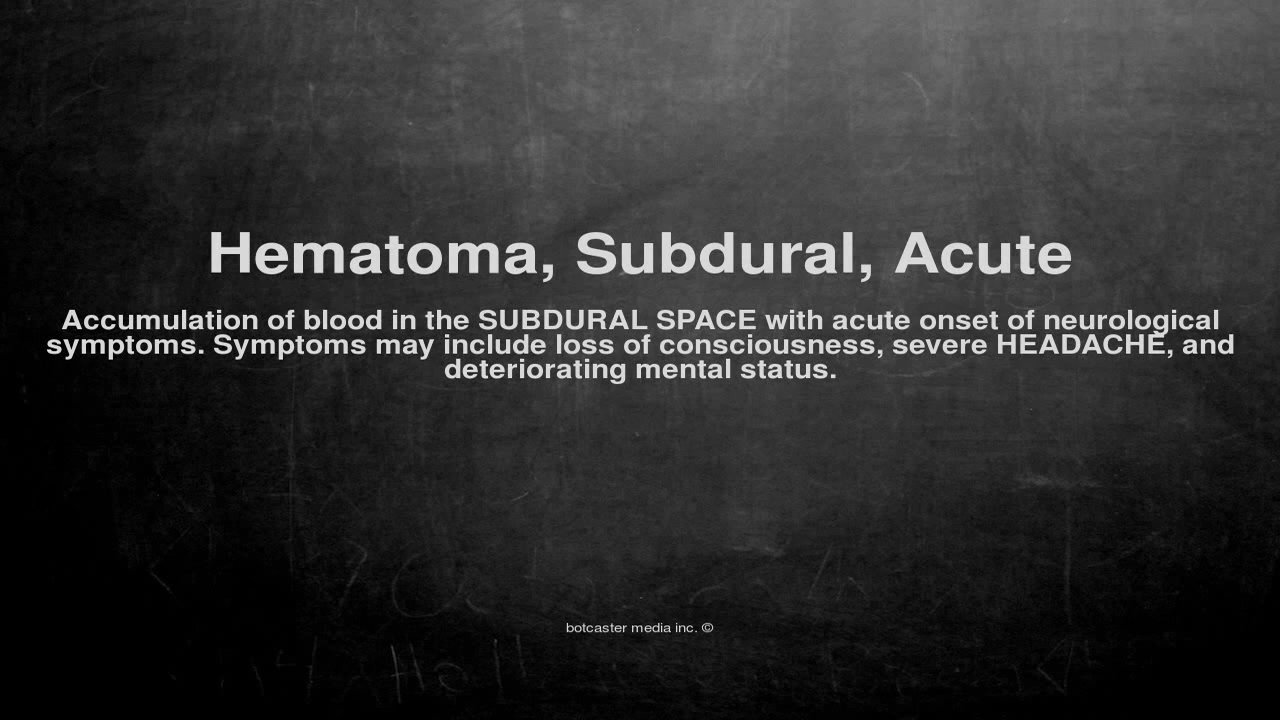 Hematoma, Subdural, Acute
Accumulation of blood in the SUBDURAL SPACE with acute onset of neurological
symptoms. Symptoms may include loss of consciousness, severe HEADACHE, and
deteriorating mental status.
botcaster media inc. ©